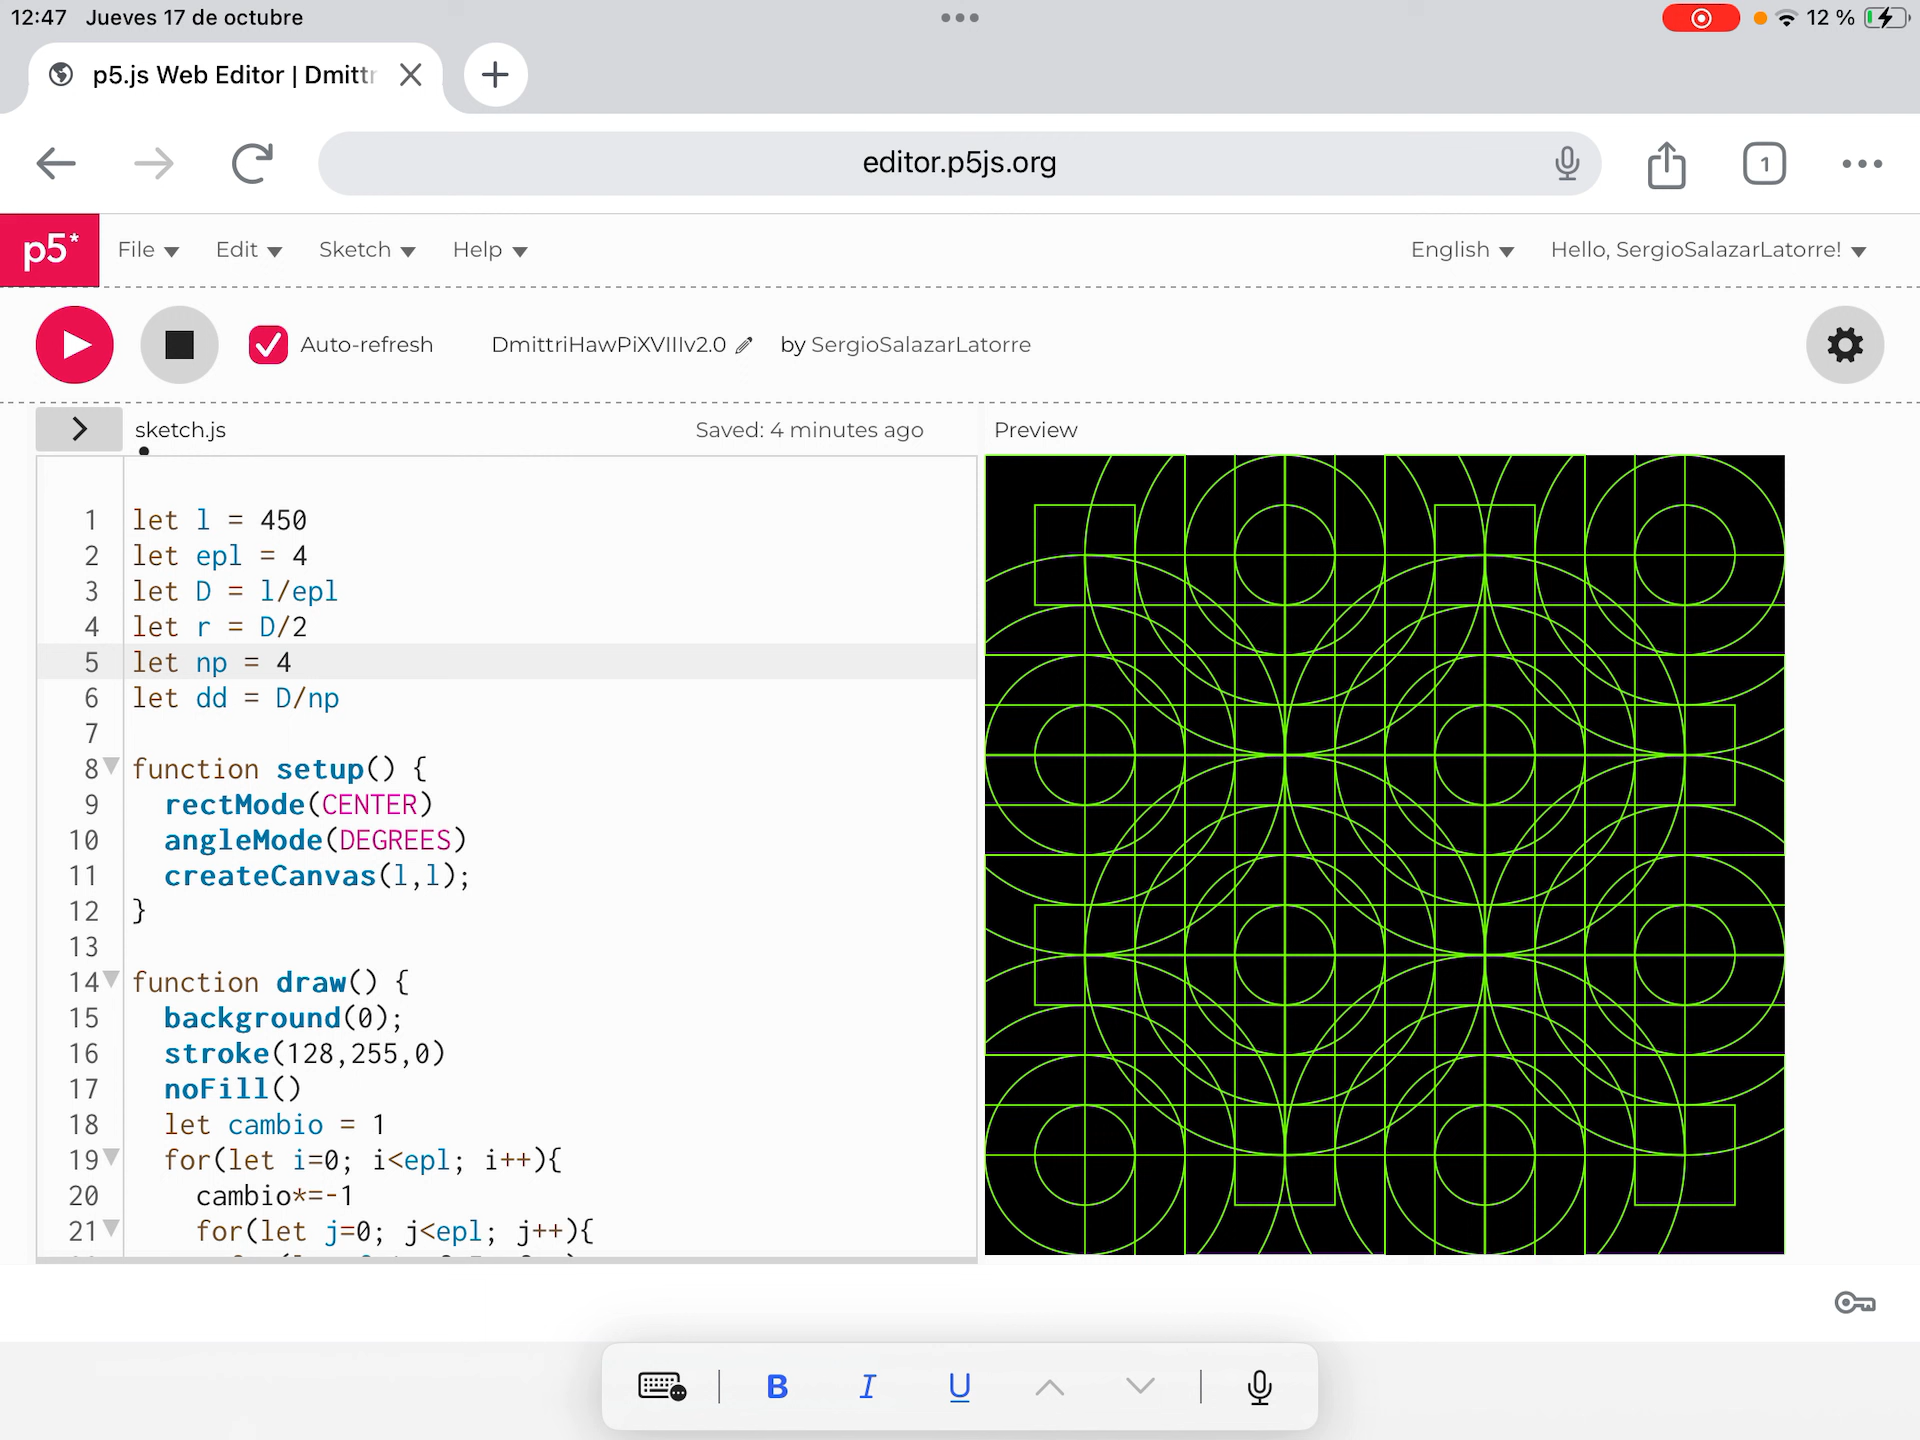 12:47 Jueves 17 de octubre
12 %
p5.js Web Editor | Dmittr
editor.p5js.org
1
p5* File Edit Sketch Help English Hello, SergioSalazarLatorre!
Auto-refresh DmittriHawPiXVIIIv2.0 by SergioSalazarLatorre
> sketch.js Saved: 4 minutes ago Preview
1 let l = 450
2 let epl = 4
3 let D = l/epl
4 let r = D/2
5 let np = 4
6 let dd = D/np
7
8 function setup() {
9 rectMode(CENTER)
10 angleMode(DEGREES)
11 createCanvas(l,l);
12 }
13
14 function draw() {
15 background(0);
16 stroke(128,255,0)
17 noFill()
18 let cambio = 1
19 for(let i=0; i<epl; i++){
20 cambio*=-1
21 for(let j=0; j<epl; j++){
B I U